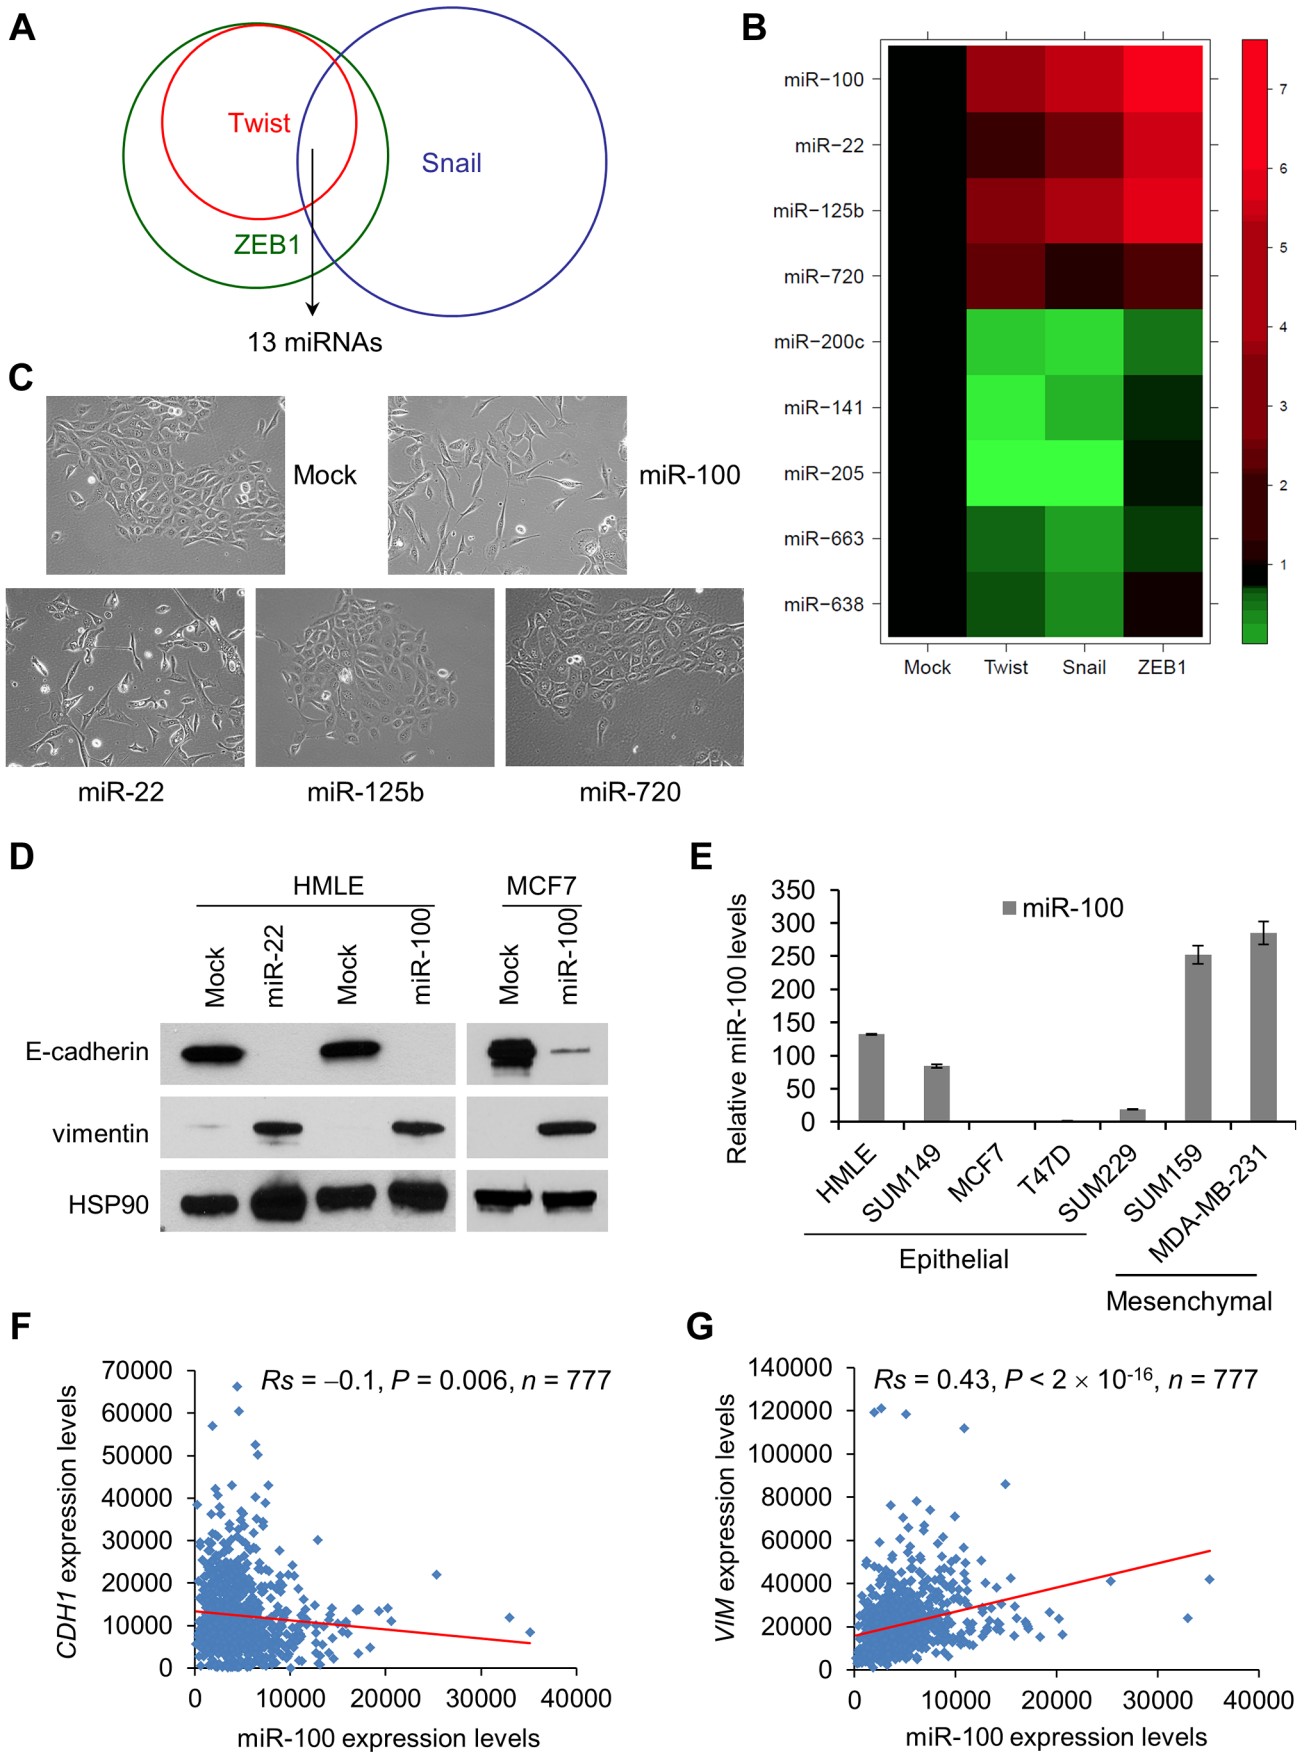 A
Twist
Snail
ZEB1
13 miRNAs
B
miR−100
miR−22
miR−125b
miR−720
miR−200c
miR−141
miR−205
miR−663
miR−638
Mock Twist Snail ZEB1
7
6
5
4
3
2
1
C
Mock
miR-100
miR-22
miR-125b
miR-720
D
HMLE
MCF7
Mock
miR-22
Mock
miR-100
Mock
miR-100
E-cadherin
vimentin
HSP90
E
Relative miR-100 levels
350
300
250
200
150
100
50
0
miR-100
HMLE
SUM149
MCF7
T47D
SUM229
SUM159
MDA-MB-231
Epithelial
Mesenchymal
F
CDH1 expression levels
70000
60000
50000
40000
30000
20000
10000
0
Rs = −0.1, P = 0.006, n = 777
0 10000 20000 30000 40000
miR-100 expression levels
G
VIM expression levels
140000
120000
100000
80000
60000
40000
20000
0
Rs = 0.43, P < 2 × 10-16, n = 777
0 10000 20000 30000 40000
miR-100 expression levels